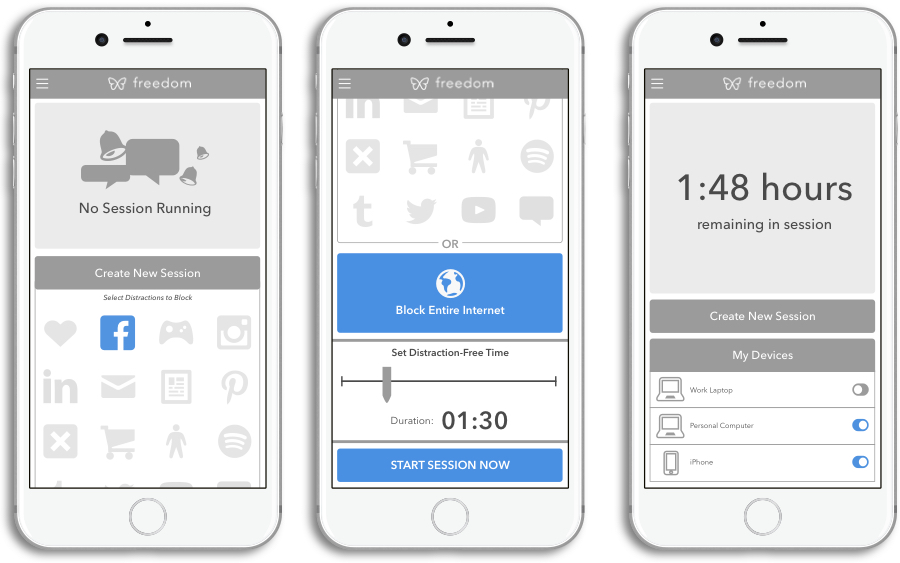 freedom
No Session Running
Create New Session
Select Distractions to Block
freedom
OR
Block Entire Internet
Set Distraction-Free Time
Duration: 01:30
START SESSION NOW
freedom
1:48 hours
remaining in session
Create New Session
My Devices
Work Laptop
Personal Computer
iPhone